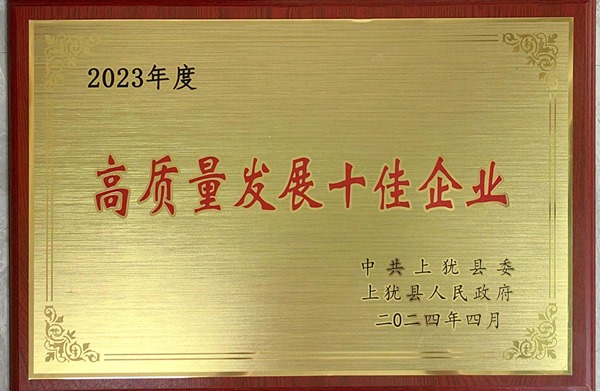 2023年度
高质量发展十佳企业
中共上犹县委
上犹县人民政府
二〇二四年四月